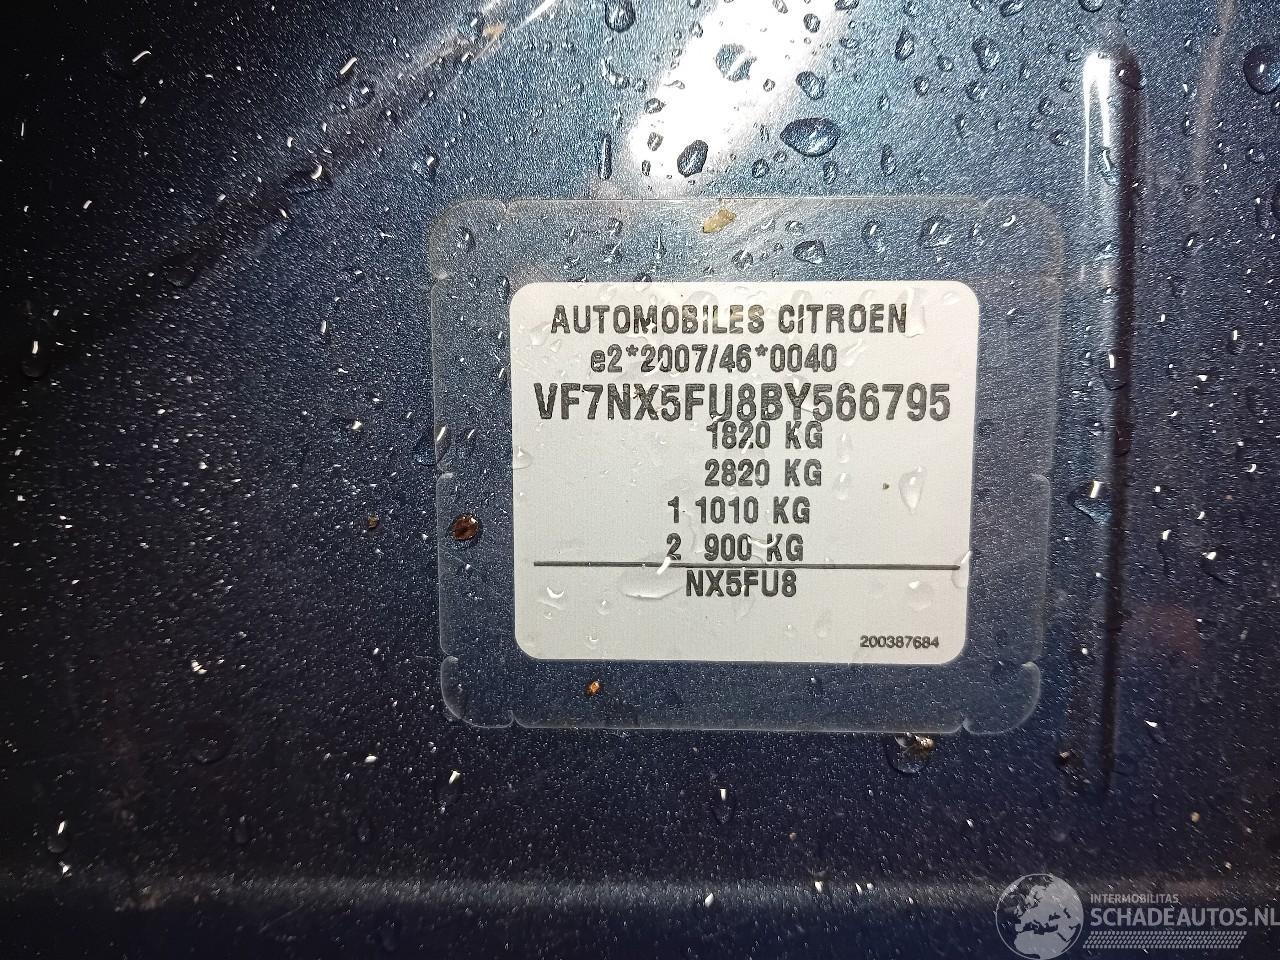 AUTOMOBILES CITROEN
e2*2007/46*0040
VF7NX5FU8BY566795
1820 KG
2820 KG
1 1010 KG
2 900 KG
NX5FU8
200387684
INTERMOBILITAS
SCHADEAUTOS.NL